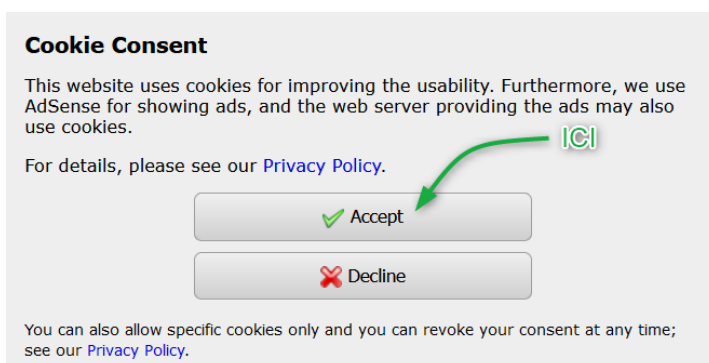 Cookie Consent
This website uses cookies for improving the usability. Furthermore, we use
AdSense for showing ads, and the web server providing the ads may also
use cookies.
ICI
For details, please see our Privacy Policy.
Accept
Decline
You can also allow specific cookies only and you can revoke your consent at any time;
see our Privacy Policy.